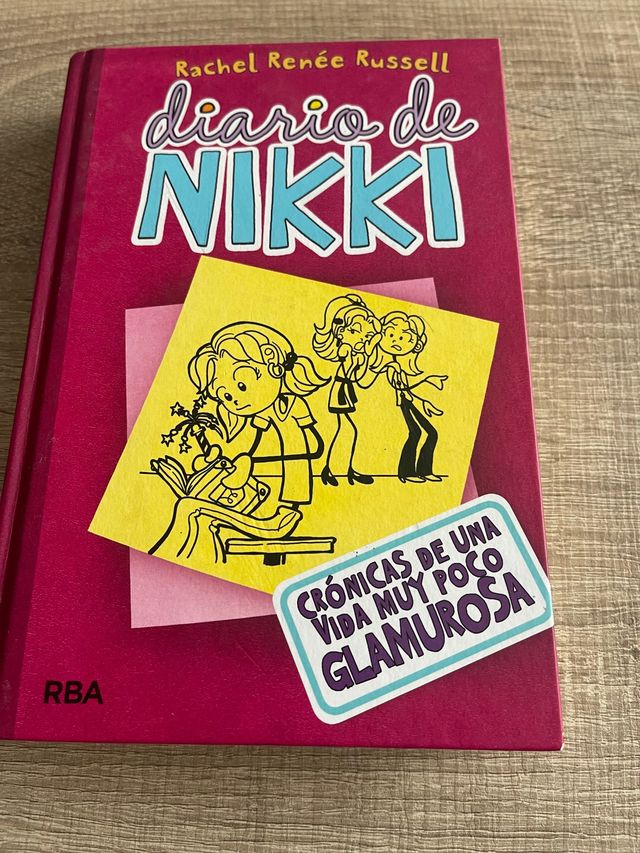 Rachel Renée Russell
diario de
NIKKI
CRÓNICAS DE UNA
VIDA MUY POCO
GLAMUROSA
RBA